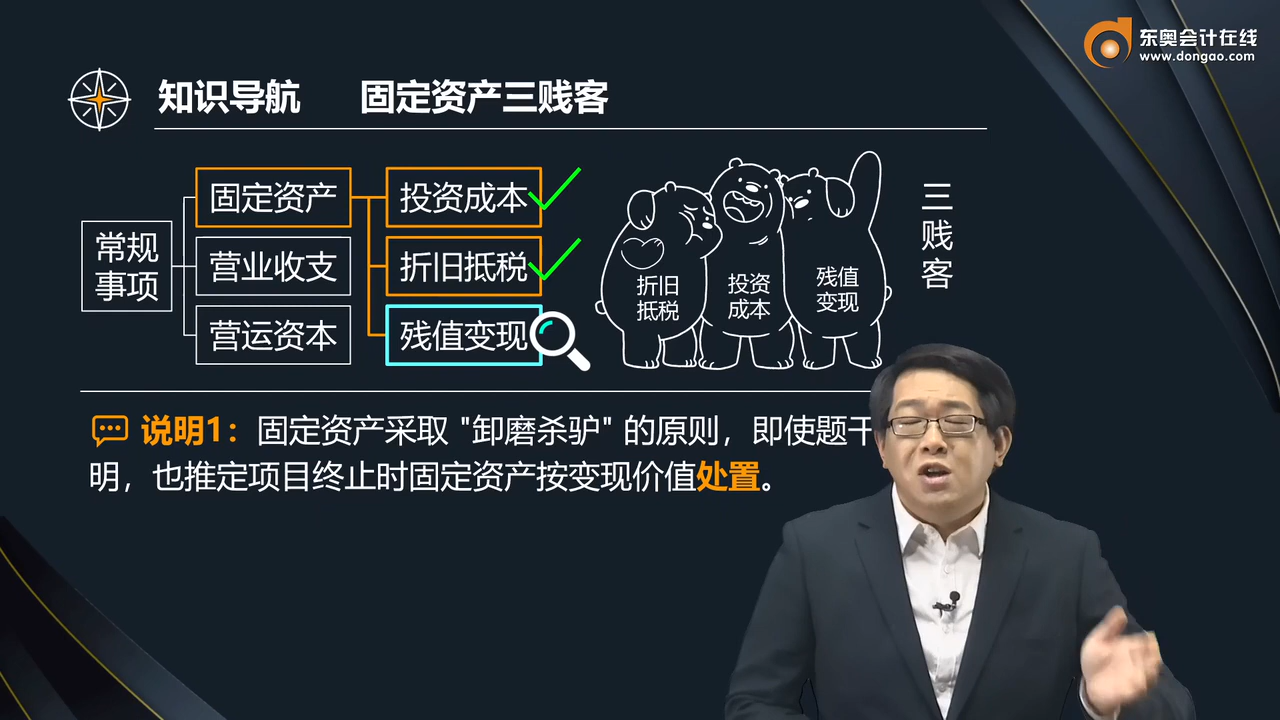 东奥会计在线
www.dongao.com
知识导航 固定资产三贱客
常规
事项
固定资产
营业收支
营运资本
投资成本
折旧抵税
残值变现
折旧
抵税
投资
成本
残值
变现
三
贱
客
说明1：固定资产采取 "卸磨杀驴" 的原则，即使题干
明，也推定项目终止时固定资产按变现价值处置。